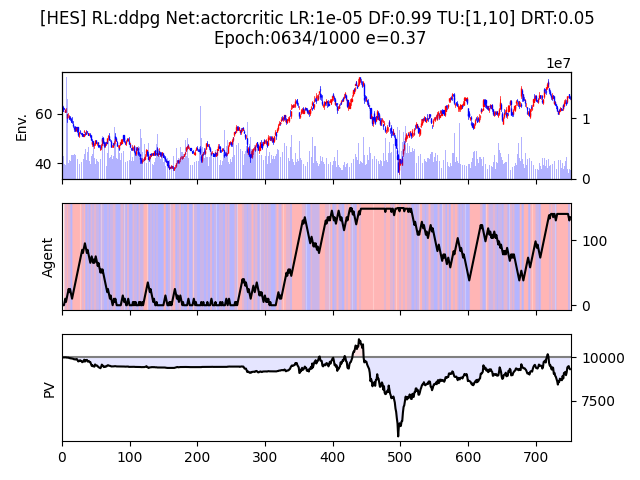 [HES] RL:ddpg Net:actorcritic LR:1e-05 DF:0.99 TU:[1,10] DRT:0.05
Epoch:0634/1000 e=0.37
1e7
Env.
60
40
1
0
Agent
100
0
PV
10000
7500
0 100 200 300 400 500 600 700